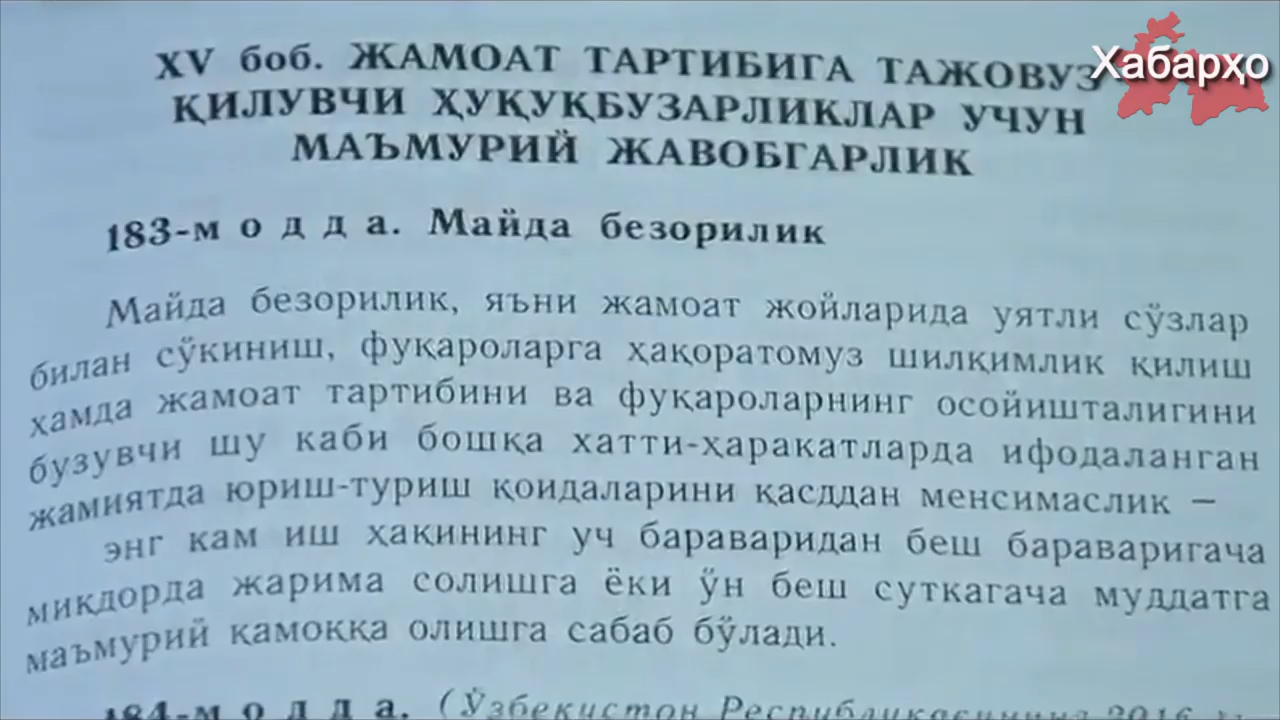 XV боб. ЖАМОАТ ТАРТИБИГА ТАЖОВУЗ
Хабарҳо
ҚИЛУВЧИ ҲУҚУҚБУЗАРЛИКЛАР УЧУН
МАЪМУРИЙ ЖАВОБГАРЛИК
183-м о д д а. Майда безорилик
Майда безорилик, яъни жамоат жойларида уятли сўзлар
билан сўкиниш, фуқароларга ҳақоратомуз шилқимлик қилиш
ҳамда жамоат тартибини ва фуқароларнинг осойишталигини
бузувчи шу каби бошқа хатти-ҳаракатларда ифодаланган
жамиятда юриш-туриш қоидаларини қасддан менсимаслик —
энг кам иш ҳақининг уч бараваридан беш бараваригача
миқдорда жарима солишга ёки ўн беш суткагача муддатга
маъмурий қамоққа олишга сабаб бўлади.
184-м о д д а. (Ўзбекистон Республикасининг 2016 й.